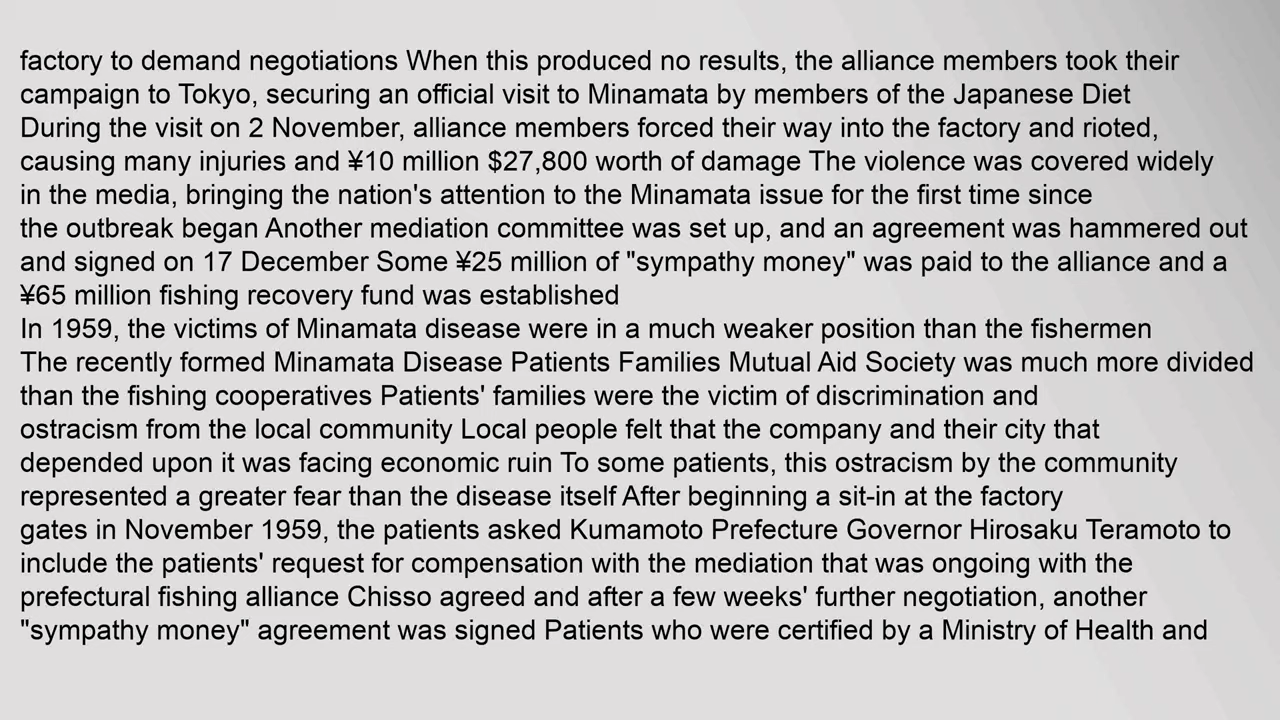 factory to demand negotiations When this produced no results, the alliance members took their
campaign to Tokyo, securing an official visit to Minamata by members of the Japanese Diet
During the visit on 2 November, alliance members forced their way into the factory and rioted,
causing many injuries and ¥10 million $27,800 worth of damage The violence was covered widely
in the media, bringing the nation's attention to the Minamata issue for the first time since
the outbreak began Another mediation committee was set up, and an agreement was hammered out
and signed on 17 December Some ¥25 million of "sympathy money" was paid to the alliance and a
¥65 million fishing recovery fund was established
In 1959, the victims of Minamata disease were in a much weaker position than the fishermen
The recently formed Minamata Disease Patients Families Mutual Aid Society was much more divided
than the fishing cooperatives Patients' families were the victim of discrimination and
ostracism from the local community Local people felt that the company and their city that
depended upon it was facing economic ruin To some patients, this ostracism by the community
represented a greater fear than the disease itself After beginning a sit-in at the factory
gates in November 1959, the patients asked Kumamoto Prefecture Governor Hirosaku Teramoto to
include the patients' request for compensation with the mediation that was ongoing with the
prefectural fishing alliance Chisso agreed and after a few weeks' further negotiation, another
"sympathy money" agreement was signed Patients who were certified by a Ministry of Health and